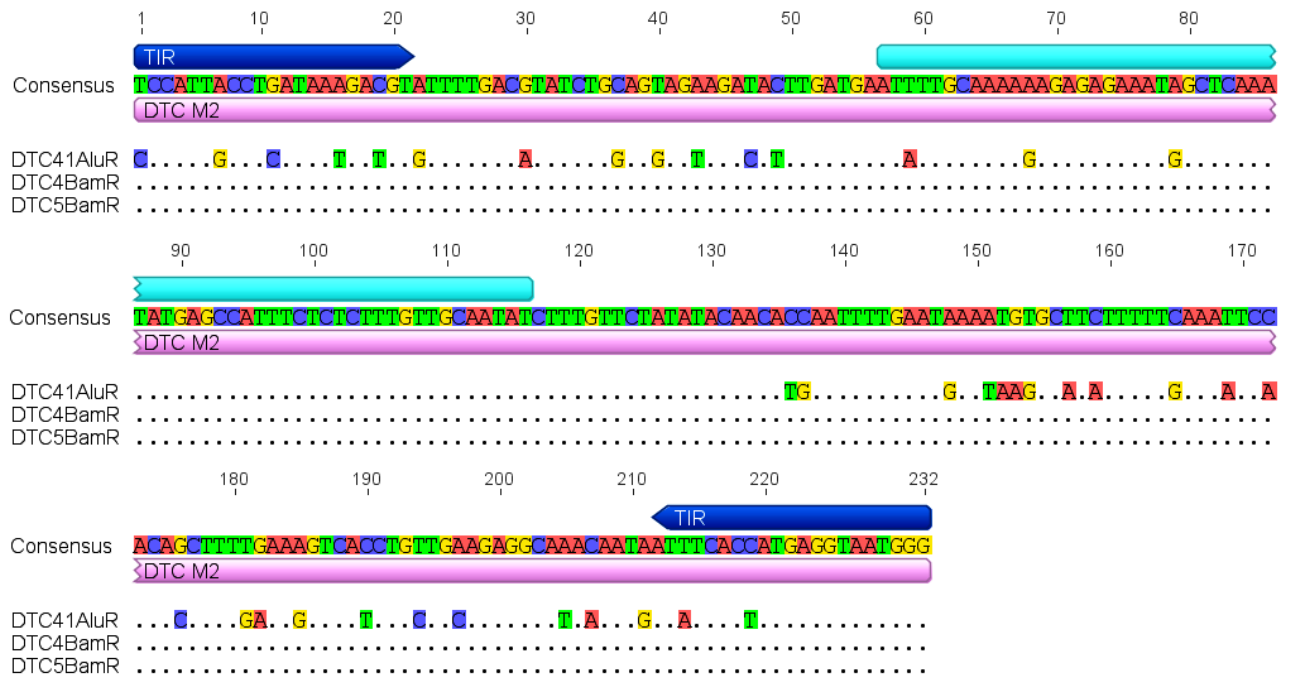 1 10 20 30 40 50 60 70 80
TIR
Consensus TCCATTACCTGATAAAGACGTATTTTGACGTATCTGCAGTAGAAGATACTTGATGAATTTTGCAAAAAAGAGAGAAATAGCTCAAA
DTC M2
DTC41AluR C.....G...C....T..T..G.......A......G..G..T...C.T.........A........G..........G.......
DTC4BamR ......................................................................................
DTC5BamR ......................................................................................
90 100 110 120 130 140 150 160 170
Consensus TATGAGCCATTTCTCTCTTTGTTGCAATATCTTTGTTCTATATACAACACCAATTTTGAATAAAATGTGCTTCTTTTTCAAATTCC
DTC M2
DTC41AluR .................................................TG..........G..TAAG..A.A.....G...A..A
DTC4BamR ......................................................................................
DTC5BamR ......................................................................................
180 190 200 210 220 232
TIR
Consensus ACAGCTTTTGAAAGTCACCTGTTGAAGAGGCAAACAATAATTTCACCATGAGGTAATGGG
DTC M2
DTC41AluR ...C....GA..G....T...C..C.......T.A...G..A....T.............
DTC4BamR ............................................................
DTC5BamR ............................................................